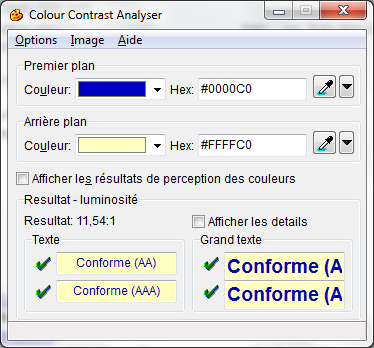 Colour Contrast Analyser
Options Image Aide
Premier plan
Couleur: Hex: #0000C0
Arrière plan
Couleur: Hex: #FFFFC0
Afficher les résultats de perception des couleurs
Resultat - luminosité
Resultat: 11,54:1 Afficher les details
Texte Grand texte
Conforme (AA) Conforme (A
Conforme (AAA) Conforme (A